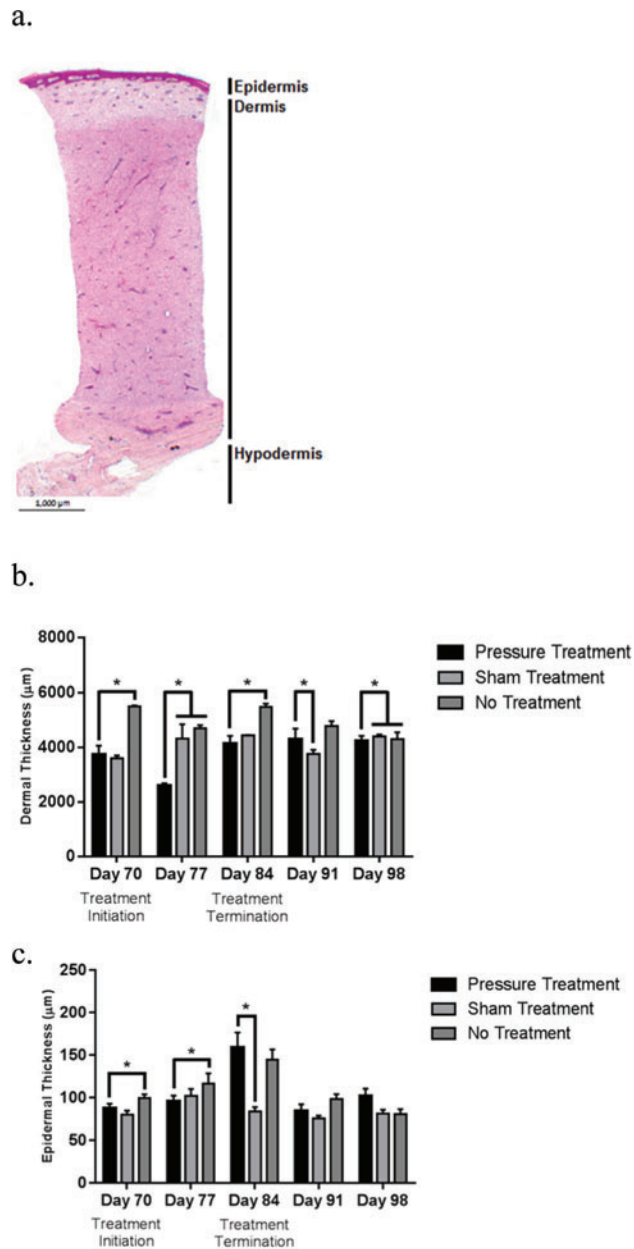 a.
Epidermis
Dermis
Hypodermis
1,000 µm
b.
Dermal Thickness (µm)
8000
6000
4000
2000
0
* * * * *
Day 70 Day 77 Day 84 Day 91 Day 98
Treatment Initiation
Treatment Termination
Pressure Treatment
Sham Treatment
No Treatment
c.
Epidermal Thickness (µm)
250
200
150
100
50
0
* * *
Day 70 Day 77 Day 84 Day 91 Day 98
Treatment Initiation
Treatment Termination
Pressure Treatment
Sham Treatment
No Treatment